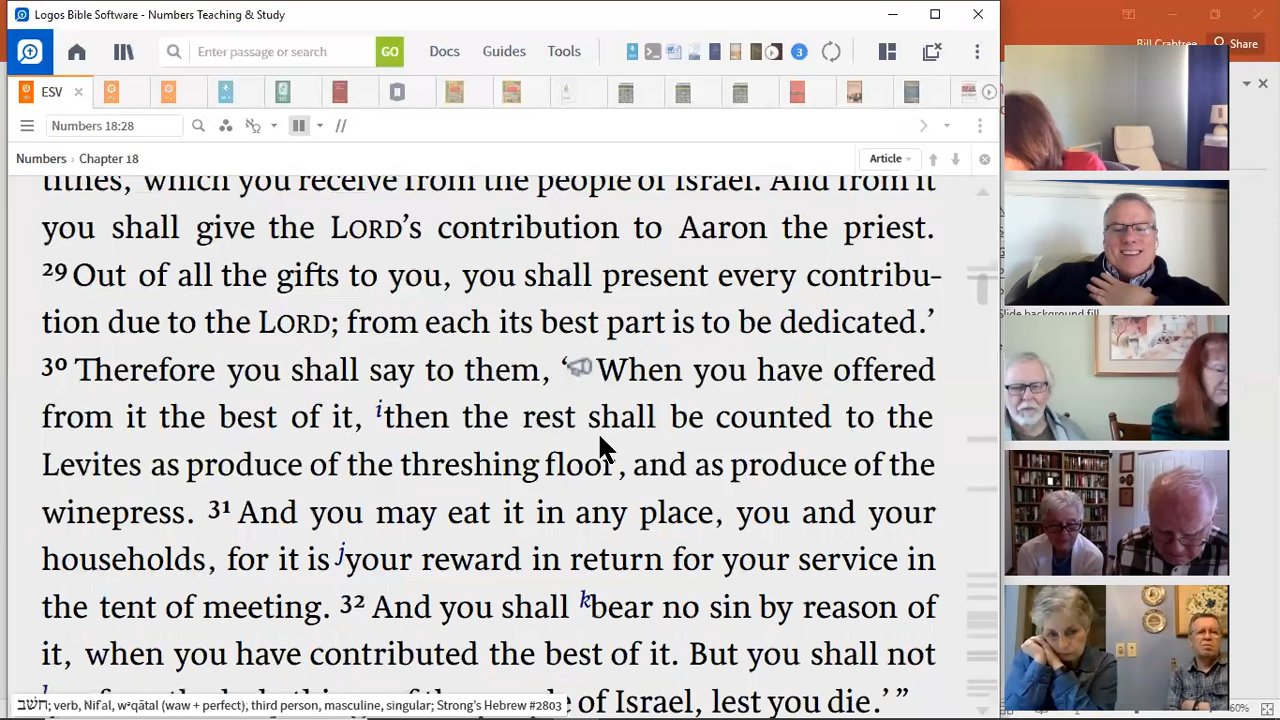 Logos Bible Software - Numbers Teaching & Study
Bill Crabtree
Share
Enter passage or search
GO
Docs
Guides
Tools
3
ESV
Numbers 18:28
Numbers › Chapter 18
Article
tithes, which you receive from the people of Israel. And from it
you shall give the LORD's contribution to Aaron the priest.
29 Out of all the gifts to you, you shall present every contribu-
tion due to the LORD; from each its best part is to be dedicated.’
30 Therefore you shall say to them, ‘When you have offered
from it the best of it, i then the rest shall be counted to the
Levites as produce of the threshing floor, and as produce of the
winepress. 31 And you may eat it in any place, you and your
households, for it is j your reward in return for your service in
the tent of meeting. 32 And you shall k bear no sin by reason of
it, when you have contributed the best of it. But you shall not
of Israel, lest you die.’ ”
חשׁב; verb, Nif'al, wᵉqātal (waw + perfect), third person, masculine, singular; Strong's Hebrew #2803
Slide background fill
60%